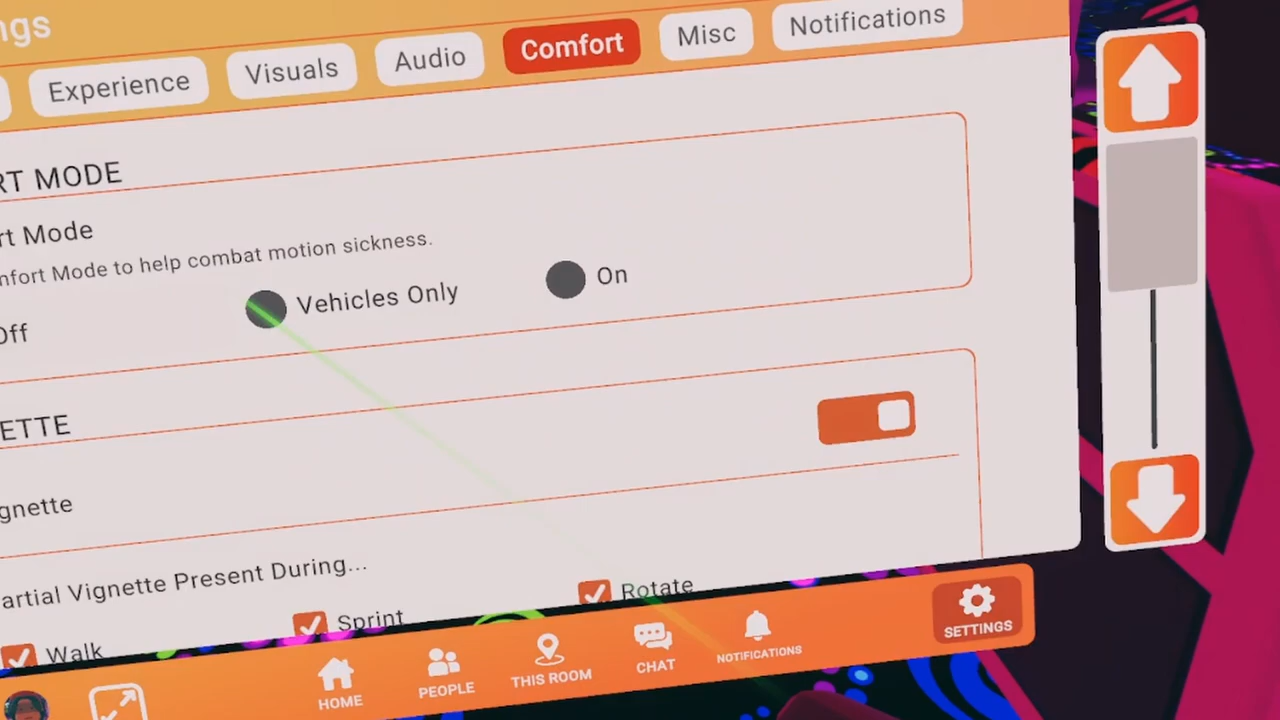 ngs
Experience
Visuals
Audio
Comfort
Misc
Notifications
RT MODE
rt Mode
nfort Mode to help combat motion sickness.
Off
Vehicles Only
On
ETTE
gnette
artial Vignette Present During...
Walk
Sprint
Rotate
HOME
PEOPLE
THIS ROOM
CHAT
NOTIFICATIONS
SETTINGS